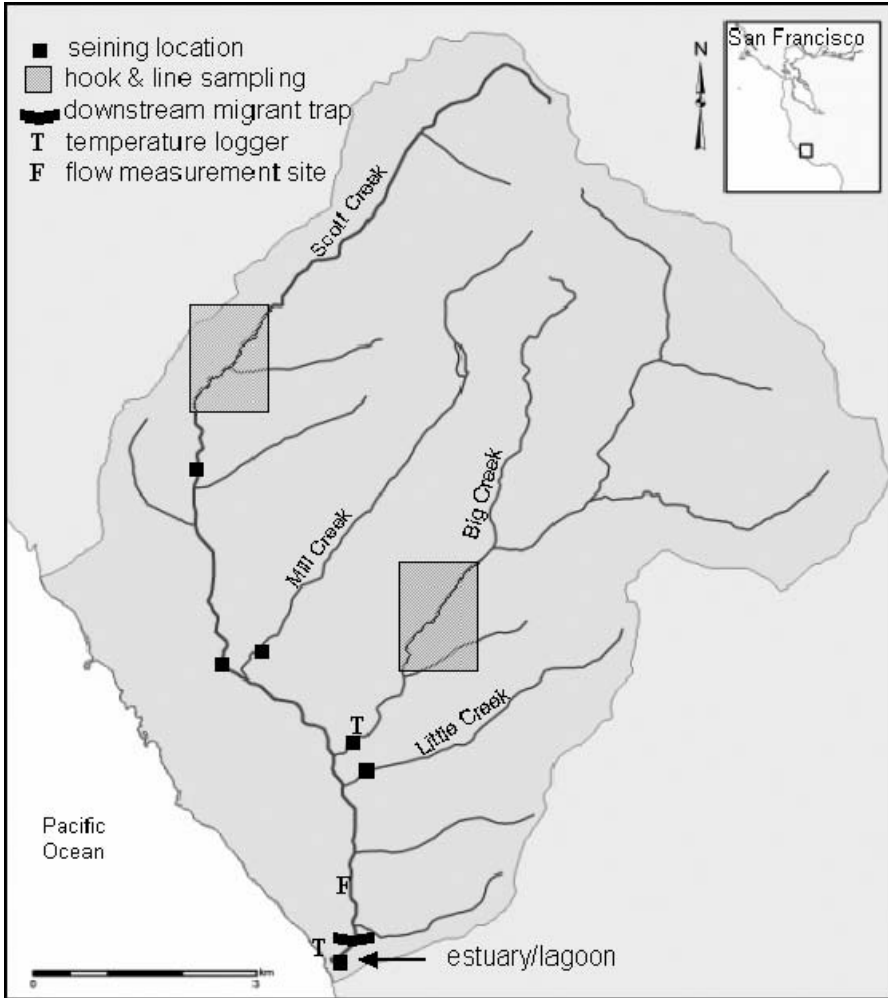 seining location
hook & line sampling
downstream migrant trap
T temperature logger
F flow measurement site
N
San Francisco
Scott Creek
Mill Creek
Big Creek
Little Creek
T
Pacific
Ocean
F
T
estuary/lagoon
0 3 km